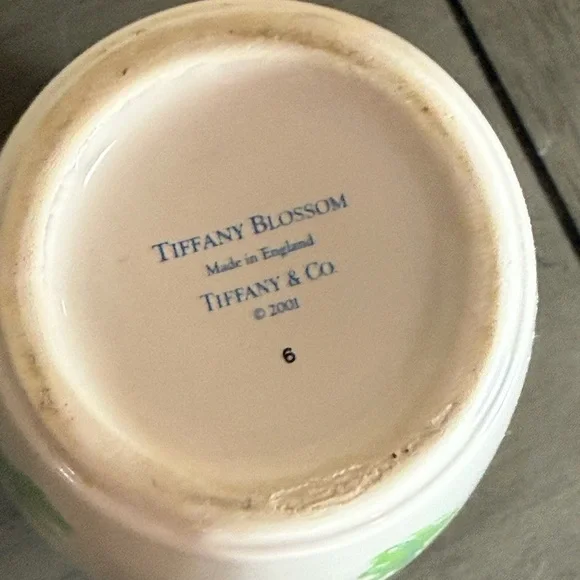 TIFFANY BLOSSOM
Made in England
TIFFANY & CO.
© 2001
6